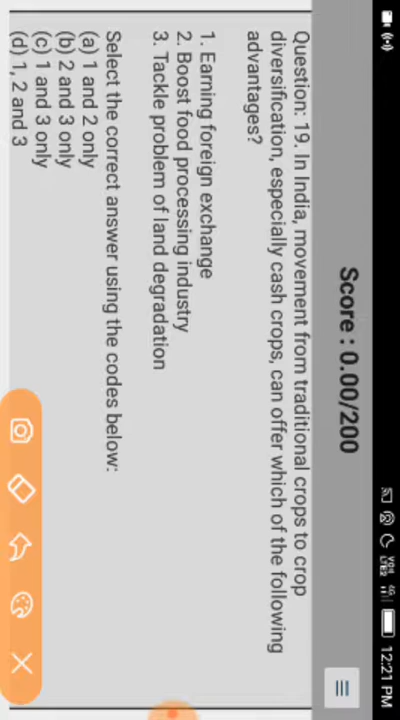 12:21 PM
Score : 0.00/200
Question: 19. In India, movement from traditional crops to crop
diversification, especially cash crops, can offer which of the following
advantages?
1. Earning foreign exchange
2. Boost food processing industry
3. Tackle problem of land degradation
Select the correct answer using the codes below:
(a) 1 and 2 only
(b) 2 and 3 only
(c) 1 and 3 only
(d) 1, 2 and 3